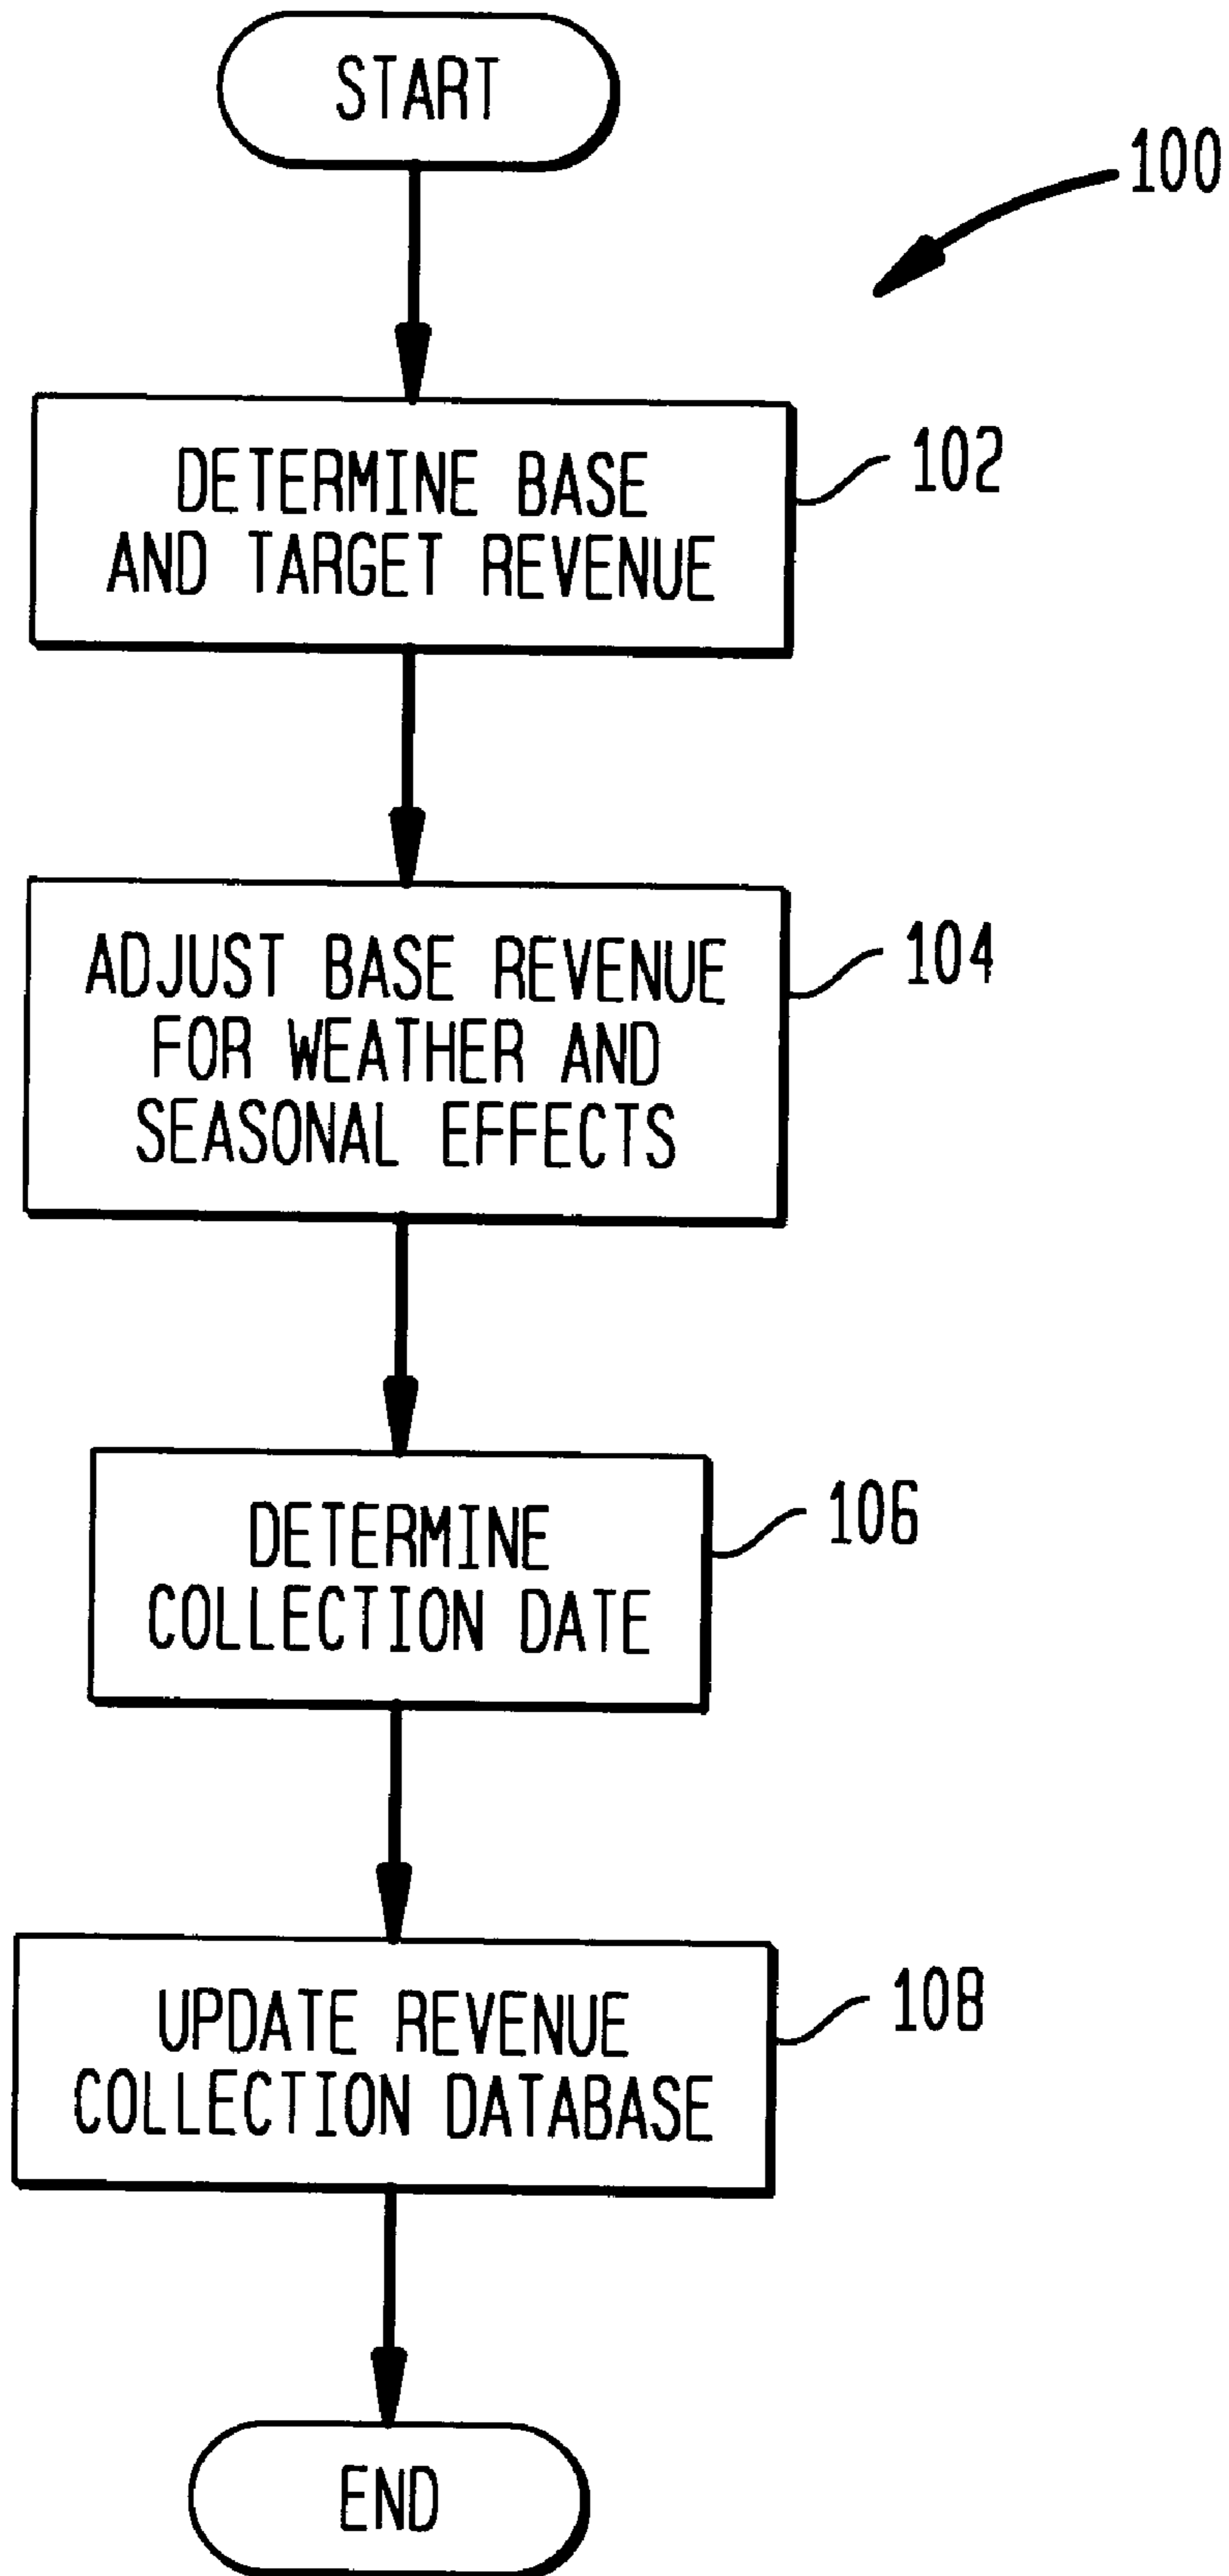 START
100
DETERMINE BASE
AND TARGET REVENUE
102
ADJUST BASE REVENUE
FOR WEATHER AND
SEASONAL EFFECTS
104
DETERMINE
COLLECTION DATE
106
UPDATE REVENUE
COLLECTION DATABASE
108
END